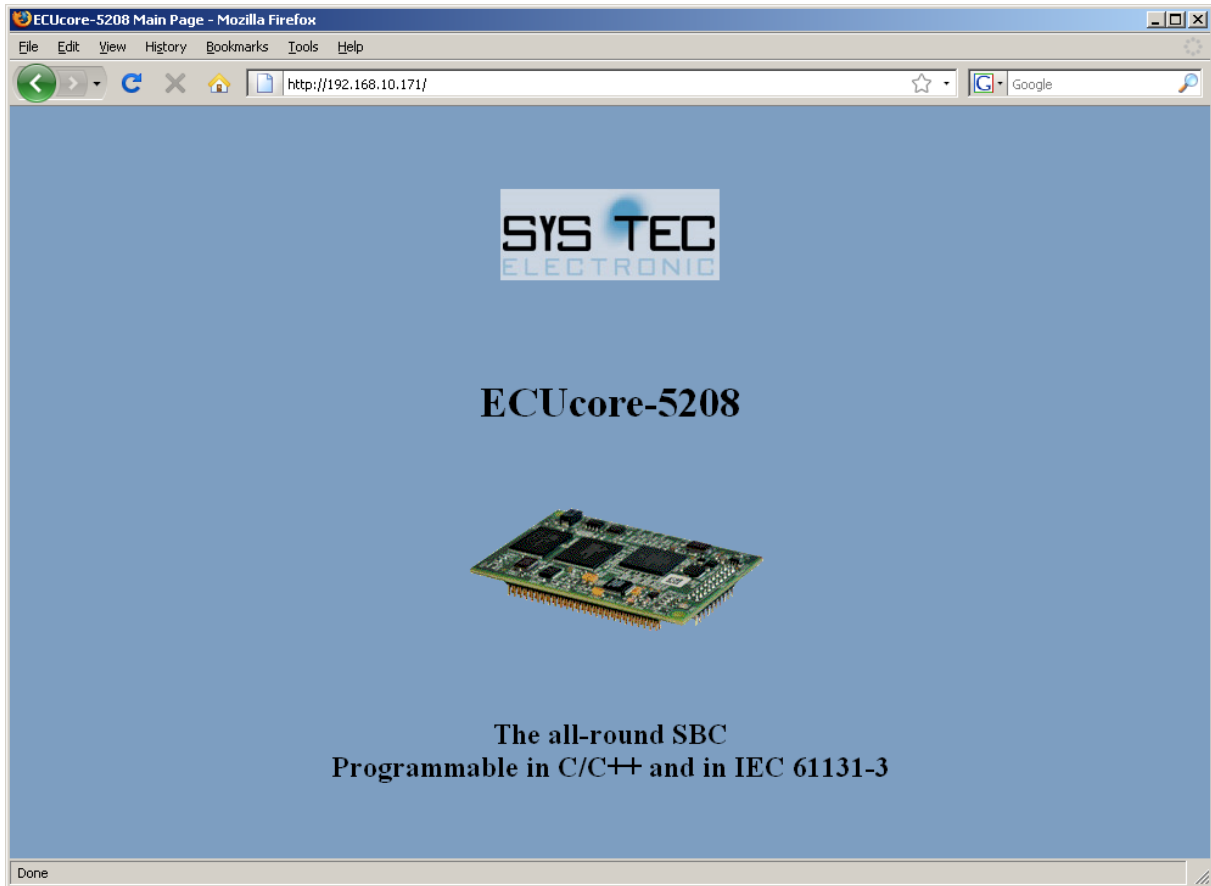 ECUcore-5208 Main Page - Mozilla Firefox
File Edit View History Bookmarks Tools Help
http://192.168.10.171/
Google
SYS TEC
ELECTRONIC
ECUcore-5208
The all-round SBC
Programmable in C/C++ and in IEC 61131-3
Done